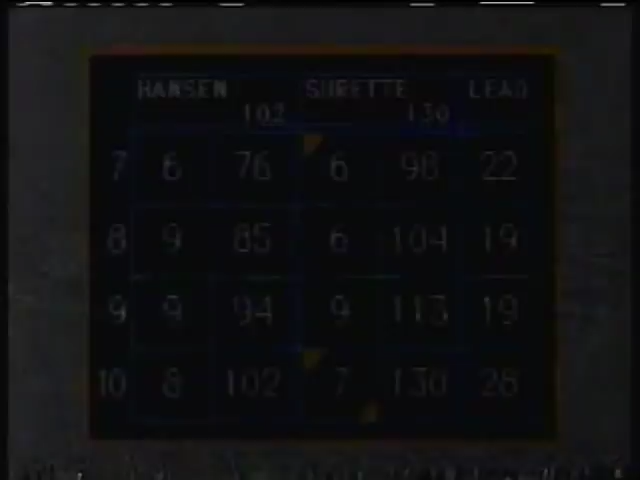 HANSEN SURETTE LEAD
102 130
7 6 76 6 98 22
8 9 85 6 104 19
9 9 94 9 113 19
10 8 102 7 130 28